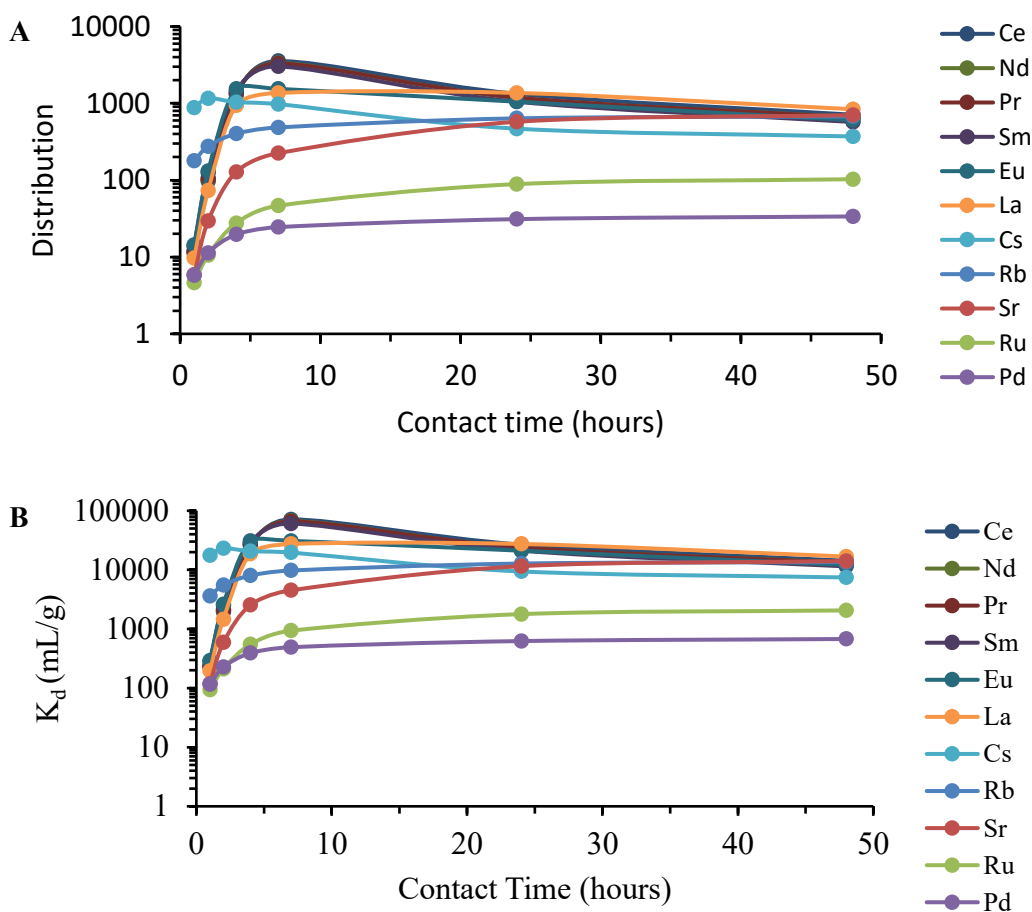 A
Distribution
10000
1000
100
10
1
0 10 20 30 40 50
Contact time (hours)
Ce
Nd
Pr
Sm
Eu
La
Cs
Rb
Sr
Ru
Pd
B
K_d (mL/g)
100000
10000
1000
100
10
1
0 10 20 30 40 50
Contact Time (hours)
Ce
Nd
Pr
Sm
Eu
La
Cs
Rb
Sr
Ru
Pd